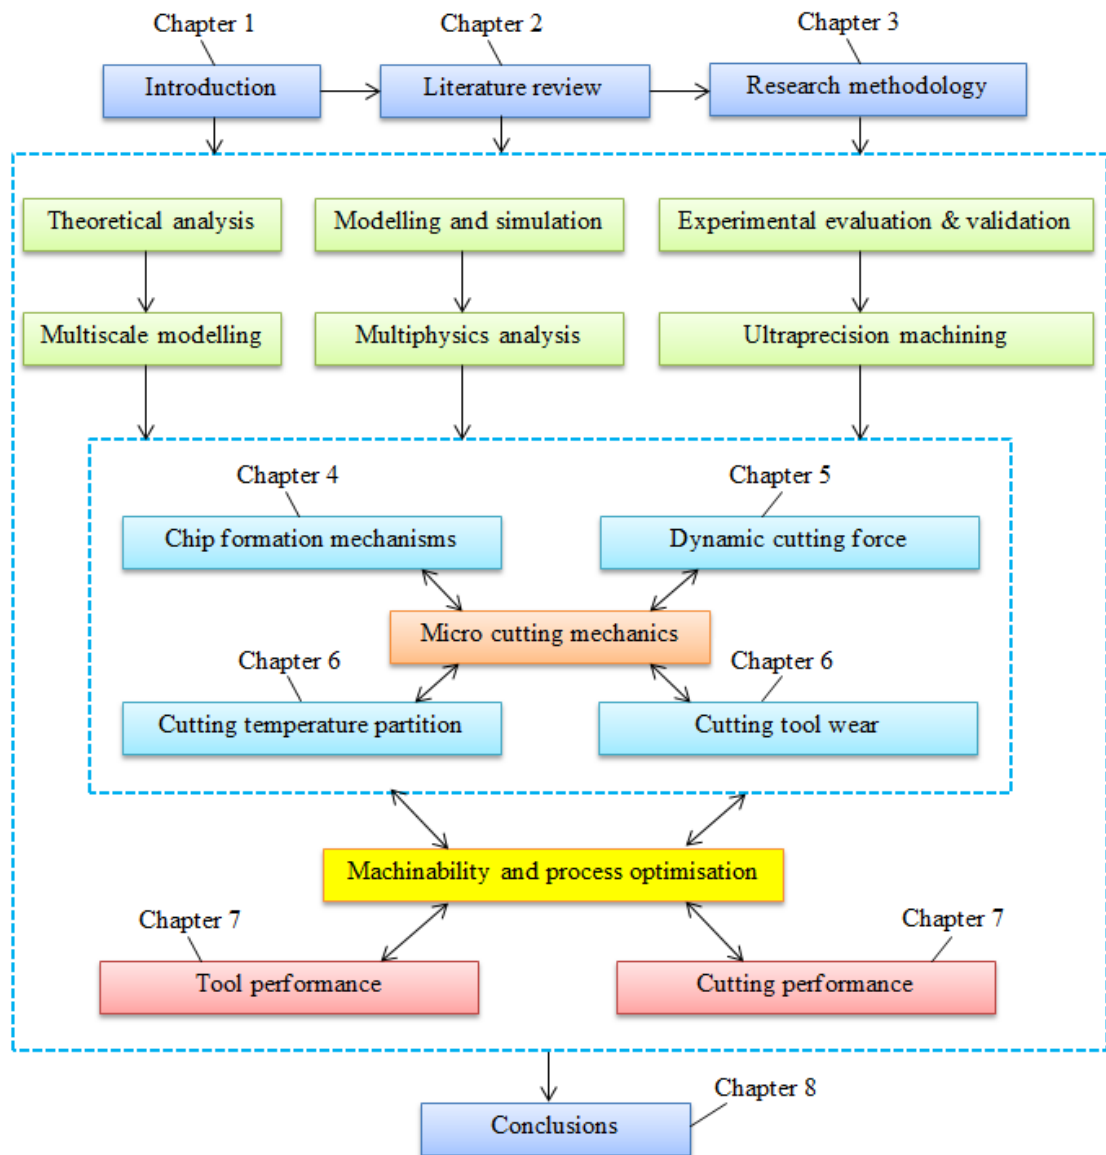 Chapter 1
Chapter 2
Chapter 3
Introduction
Literature review
Research methodology
Theoretical analysis
Modelling and simulation
Experimental evaluation & validation
Multiscale modelling
Multiphysics analysis
Ultraprecision machining
Chapter 4
Chapter 5
Chip formation mechanisms
Dynamic cutting force
Micro cutting mechanics
Chapter 6
Chapter 6
Cutting temperature partition
Cutting tool wear
Machinability and process optimisation
Chapter 7
Chapter 7
Tool performance
Cutting performance
Chapter 8
Conclusions